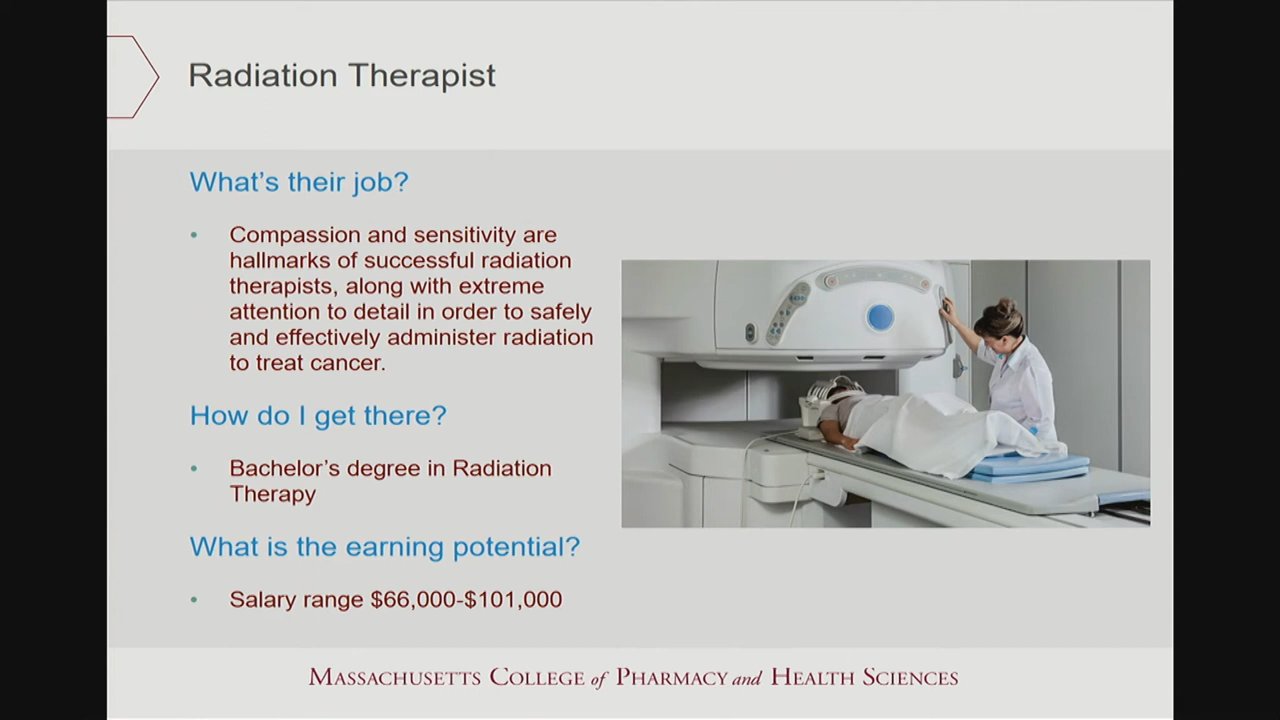 Radiation Therapist
What's their job?
• Compassion and sensitivity are
hallmarks of successful radiation
therapists, along with extreme
attention to detail in order to safely
and effectively administer radiation
to treat cancer.
How do I get there?
• Bachelor's degree in Radiation
Therapy
What is the earning potential?
• Salary range $66,000-$101,000
MASSACHUSETTS COLLEGE of PHARMACY and HEALTH SCIENCES